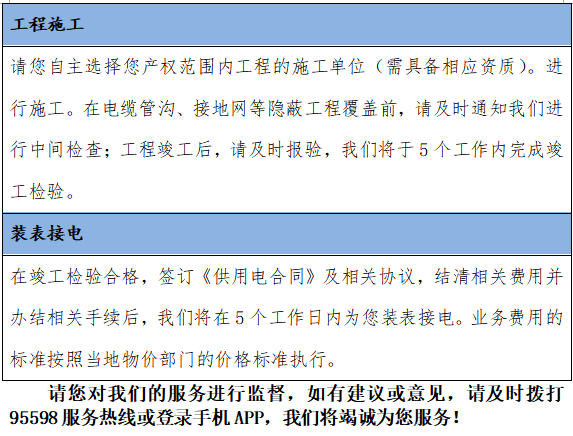 工程施工
请您自主选择您产权范围内工程的施工单位（需具备相应资质）。进
行施工。在电缆管沟、接地网等隐蔽工程覆盖前，请及时通知我们进
行中间检查；工程竣工后，请及时报验，我们将于 5 个工作内完成竣
工检验。
装表接电
在竣工检验合格，签订《供用电合同》及相关协议，结清相关费用并
办结相关手续后，我们将在 5 个工作日内为您装表接电。业务费用的
标准按照当地物价部门的价格标准执行。
请您对我们的服务进行监督，如有建议或意见，请及时拨打
95598 服务热线或登录手机 APP，我们将竭诚为您服务！